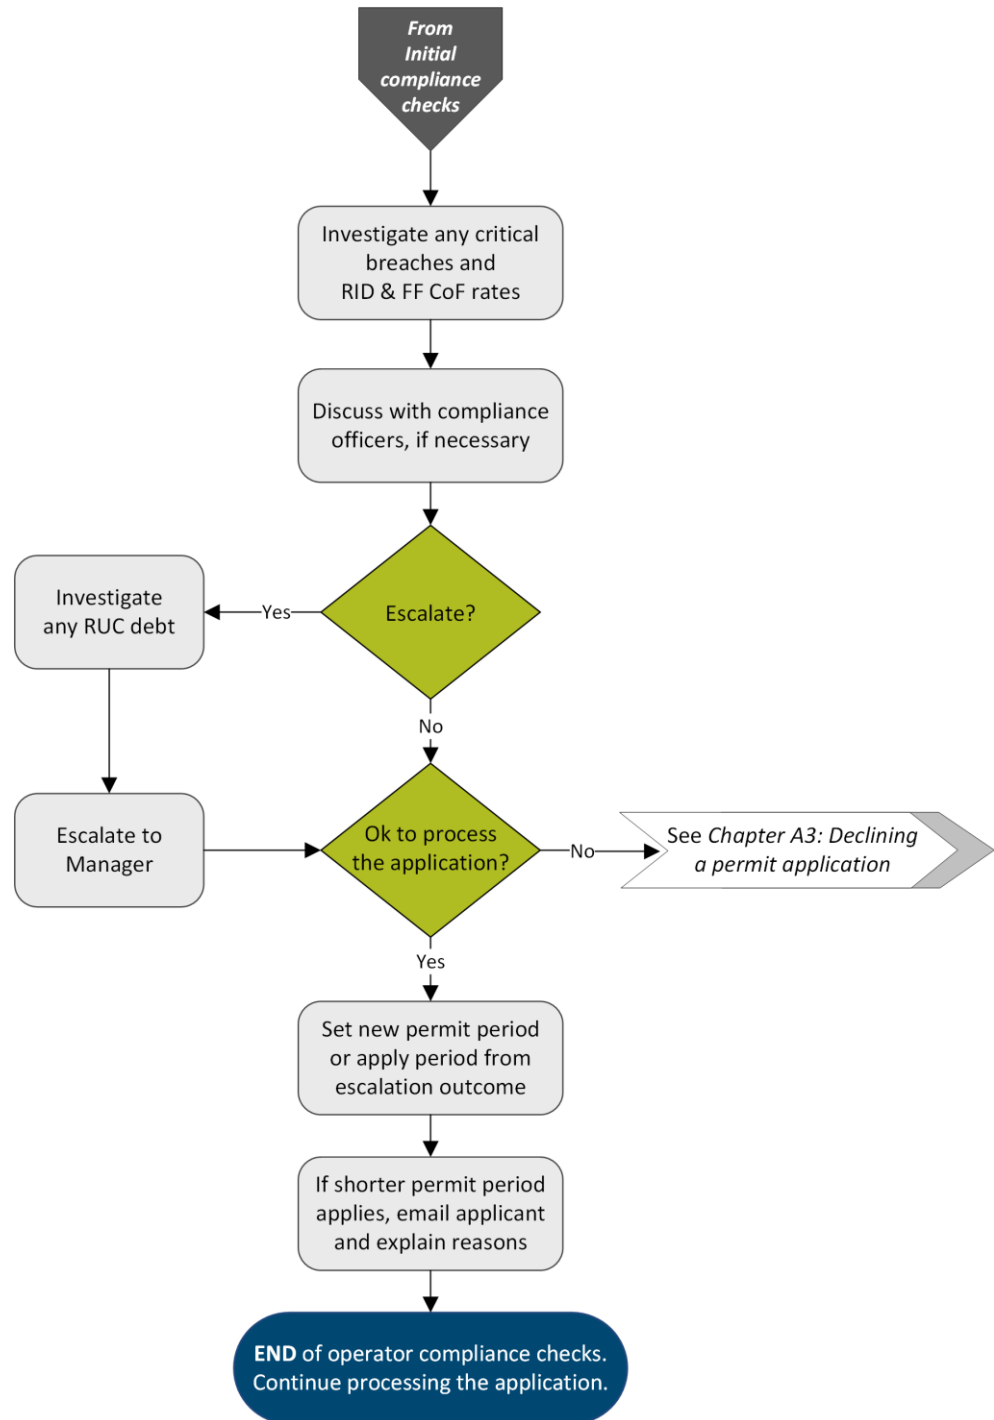 From
Initial
compliance
checks
Investigate any critical
breaches and
RID & FF CoF rates
Discuss with compliance
officers, if necessary
Escalate?
Yes
Investigate
any RUC debt
No
Escalate to
Manager
Ok to process
the application?
No
See Chapter A3: Declining
a permit application
Yes
Set new permit period
or apply period from
escalation outcome
If shorter permit period
applies, email applicant
and explain reasons
END of operator compliance checks.
Continue processing the application.